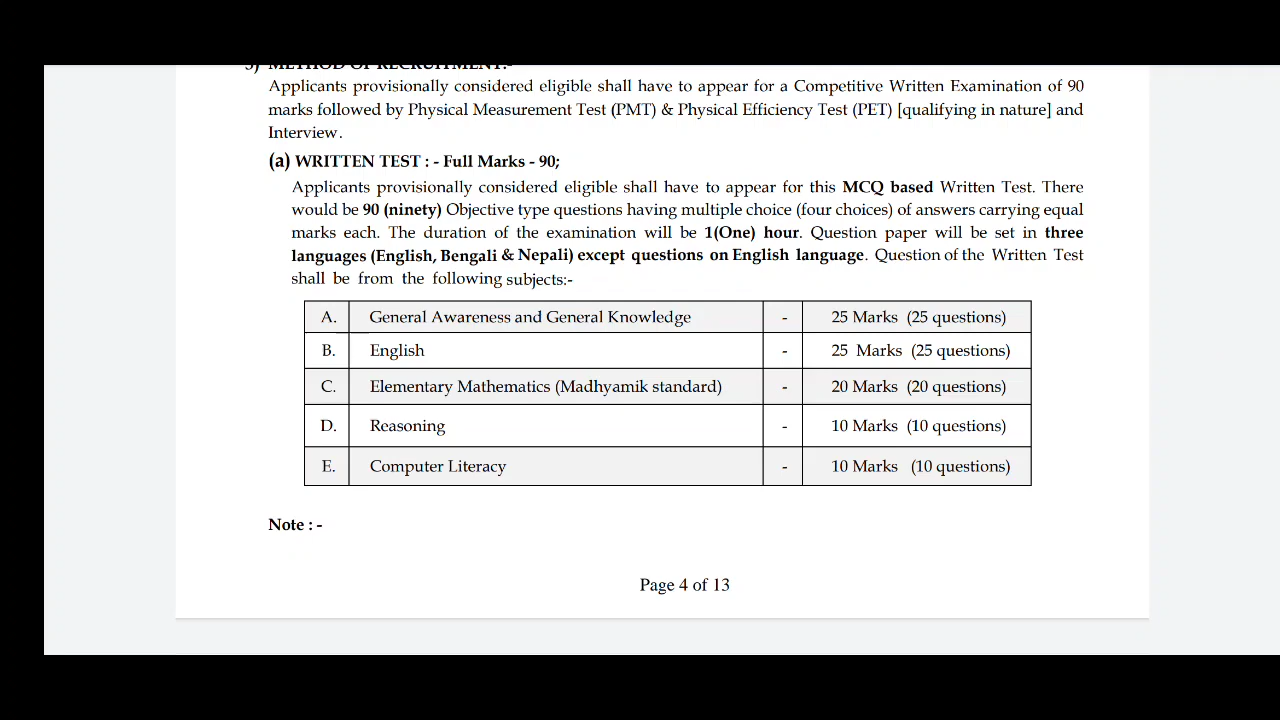 5) METHOD OF RECRUITMENT:-
Applicants provisionally considered eligible shall have to appear for a Competitive Written Examination of 90
marks followed by Physical Measurement Test (PMT) & Physical Efficiency Test (PET) [qualifying in nature] and
Interview.
(a) WRITTEN TEST : - Full Marks - 90;
Applicants provisionally considered eligible shall have to appear for this MCQ based Written Test. There
would be 90 (ninety) Objective type questions having multiple choice (four choices) of answers carrying equal
marks each. The duration of the examination will be 1(One) hour. Question paper will be set in three
languages (English, Bengali & Nepali) except questions on English language. Question of the Written Test
shall be from the following subjects:-
A. General Awareness and General Knowledge - 25 Marks (25 questions)
B. English - 25 Marks (25 questions)
C. Elementary Mathematics (Madhyamik standard) - 20 Marks (20 questions)
D. Reasoning - 10 Marks (10 questions)
E. Computer Literacy - 10 Marks (10 questions)
Note : -
Page 4 of 13